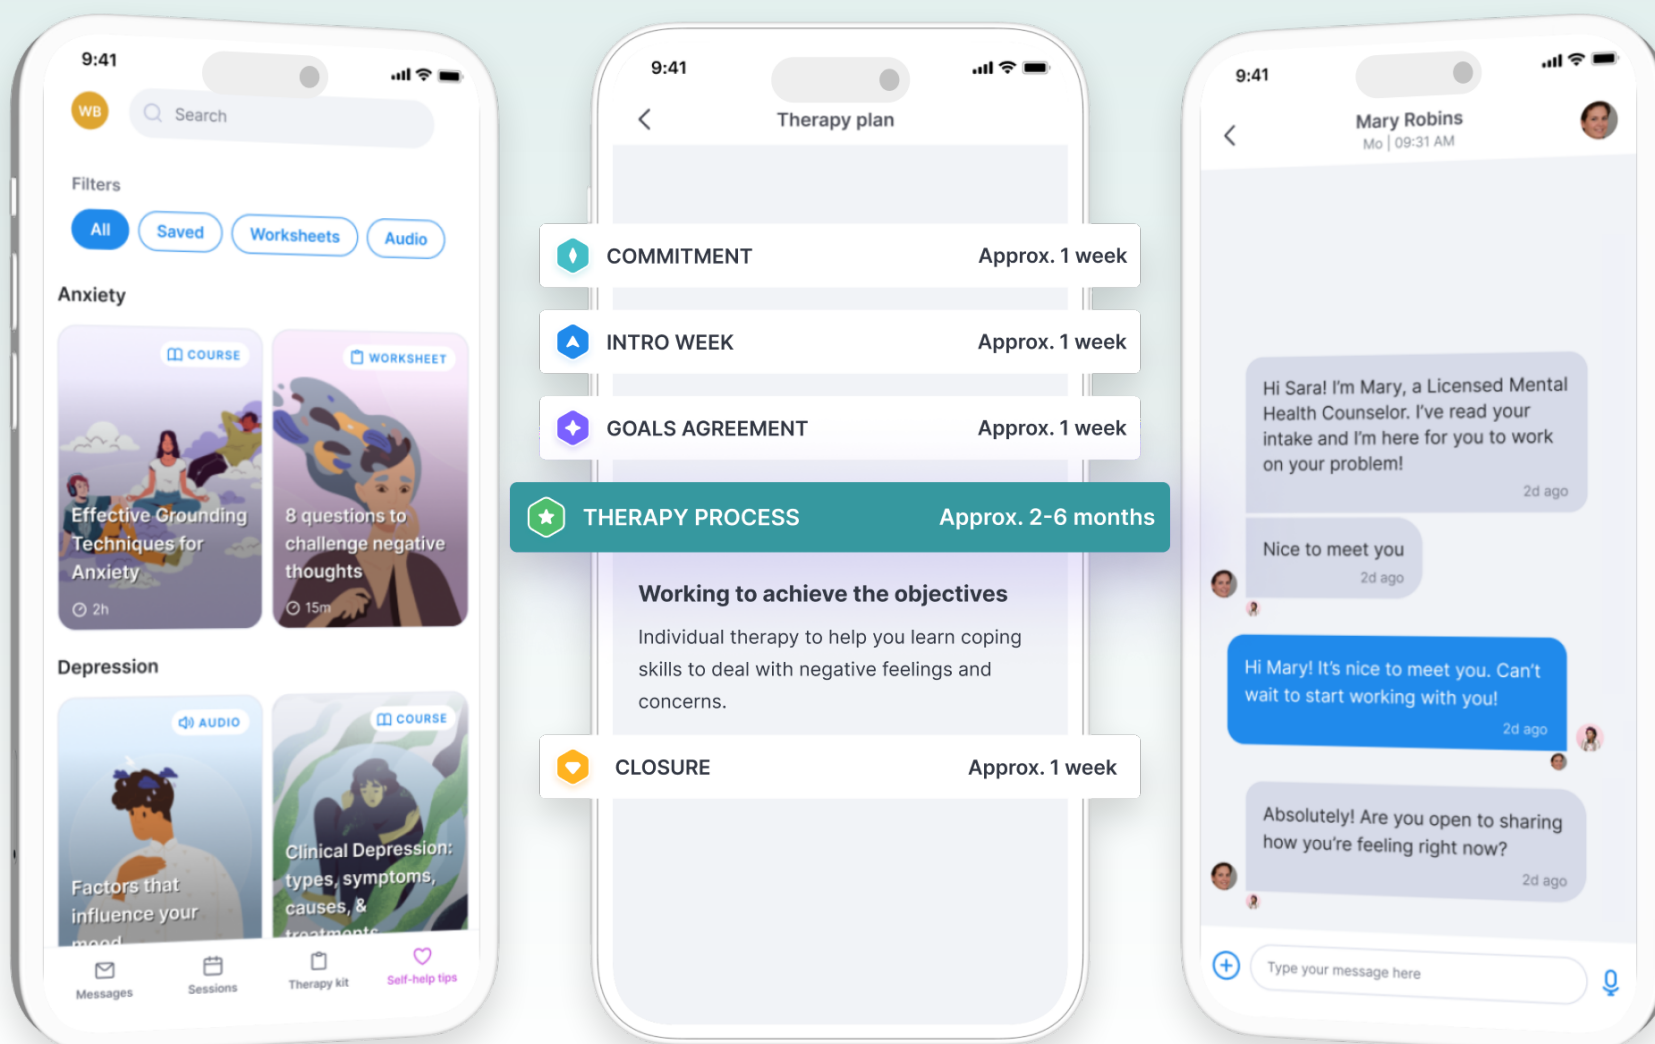 9:41
WB
Search
Filters
All
Saved
Worksheets
Audio
Anxiety
COURSE
Effective Grounding
Techniques for
Anxiety
2h
WORKSHEET
8 questions to
challenge negative
thoughts
15m
Depression
AUDIO
Factors that
influence your
mood
COURSE
Clinical Depression:
types, symptoms,
causes, &
treatments
Messages
Sessions
Therapy kit
Self-help tips
9:41
Therapy plan
COMMITMENT Approx. 1 week
INTRO WEEK Approx. 1 week
GOALS AGREEMENT Approx. 1 week
THERAPY PROCESS Approx. 2-6 months
Working to achieve the objectives
Individual therapy to help you learn coping
skills to deal with negative feelings and
concerns.
CLOSURE Approx. 1 week
9:41
Mary Robins
Mo | 09:31 AM
Hi Sara! I'm Mary, a Licensed Mental
Health Counselor. I've read your
intake and I'm here for you to work
on your problem!
2d ago
Nice to meet you
2d ago
Hi Mary! It's nice to meet you. Can't
wait to start working with you!
2d ago
Absolutely! Are you open to sharing
how you're feeling right now?
2d ago
Type your message here